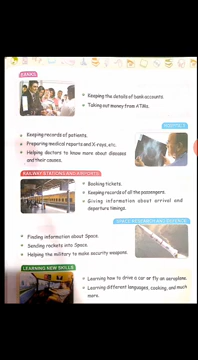 BANKS
• Keeping the details of bank accounts.
• Taking out money from ATMs.
HOSPITALS
• Keeping records of patients.
• Preparing medical reports and X-rays, etc.
• Helping doctors to know more about diseases
and their causes.
RAILWAY STATIONS AND AIRPORTS
• Booking tickets.
• Keeping records of all the passengers.
• Giving information about arrival and
departure timings.
SPACE RESEARCH AND DEFENCE
• Finding information about Space.
• Sending rockets into Space.
• Helping the military to make security weapons.
LEARNING NEW SKILLS
• Learning how to drive a car or fly an aeroplane.
• Learning different languages, cooking, and much
more.